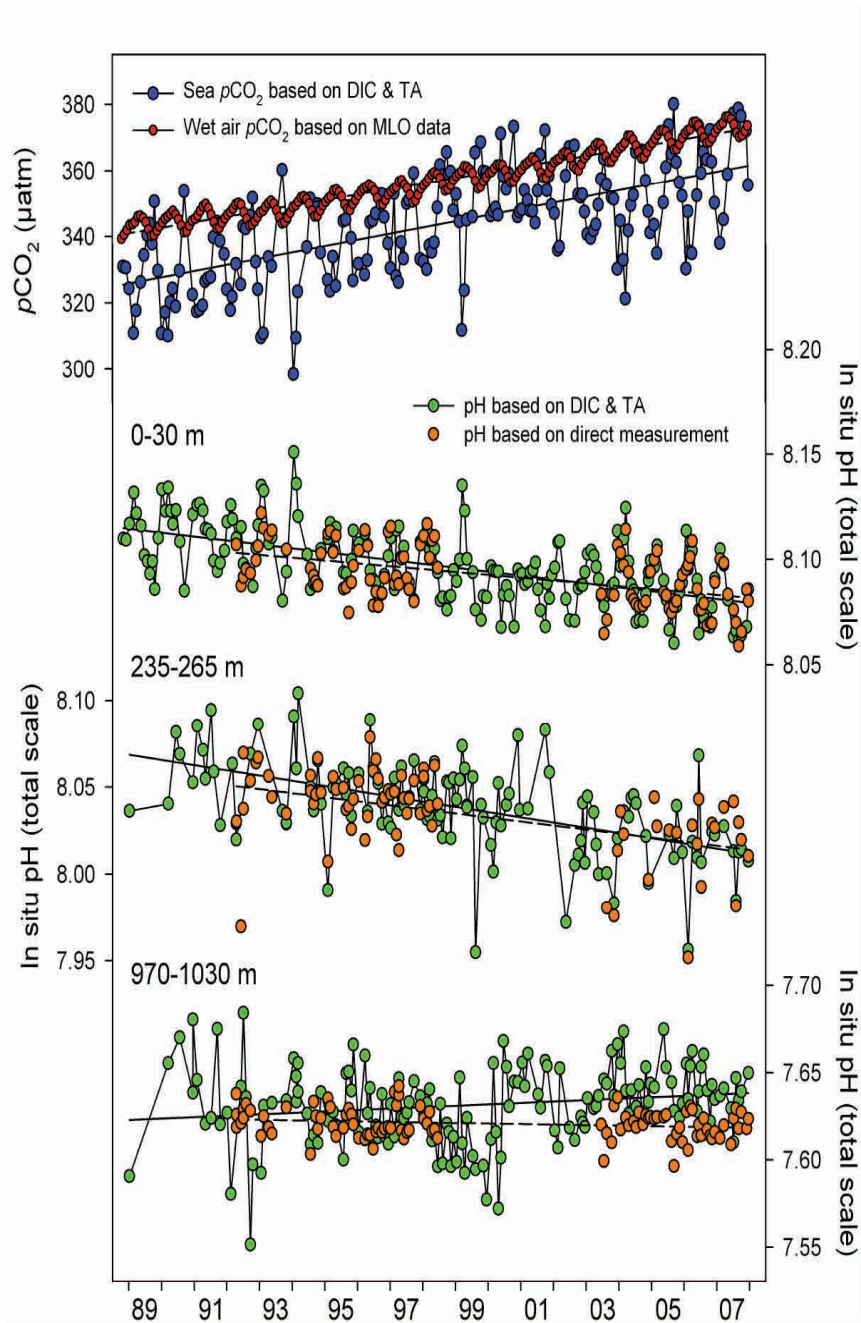 380
360
340
320
300
pCO2 (µatm)
Sea pCO2 based on DIC & TA
Wet air pCO2 based on MLO data
8.20
8.15
8.10
8.05
In situ pH (total scale)
0-30 m
pH based on DIC & TA
pH based on direct measurement
235-265 m
8.10
8.05
8.00
7.95
In situ pH (total scale)
970-1030 m
7.70
7.65
7.60
7.55
In situ pH (total scale)
89 91 93 95 97 99 01 03 05 07